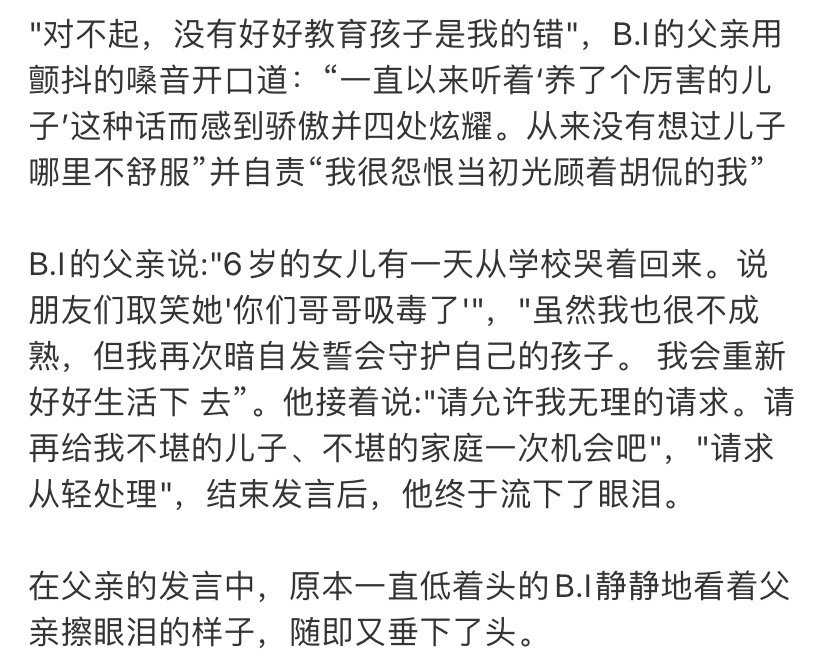 "对不起，没有好好教育孩子是我的错"，B.I的父亲用
颤抖的嗓音开口道：“一直以来听着‘养了个厉害的儿
子’这种话而感到骄傲并四处炫耀。从来没有想过儿子
哪里不舒服”并自责“我很怨恨当初光顾着胡侃的我”
B.I的父亲说:"6岁的女儿有一天从学校哭着回来。说
朋友们取笑她'你们哥哥吸毒了'"，"虽然我也很不成
熟，但我再次暗自发誓会守护自己的孩子。 我会重新
好好生活下 去”。他接着说:"请允许我无理的请求。请
再给我不堪的儿子、不堪的家庭一次机会吧"，"请求
从轻处理"，结束发言后，他终于流下了眼泪。
在父亲的发言中，原本一直低着头的B.I静静地看着父
亲擦眼泪的样子，随即又垂下了头。